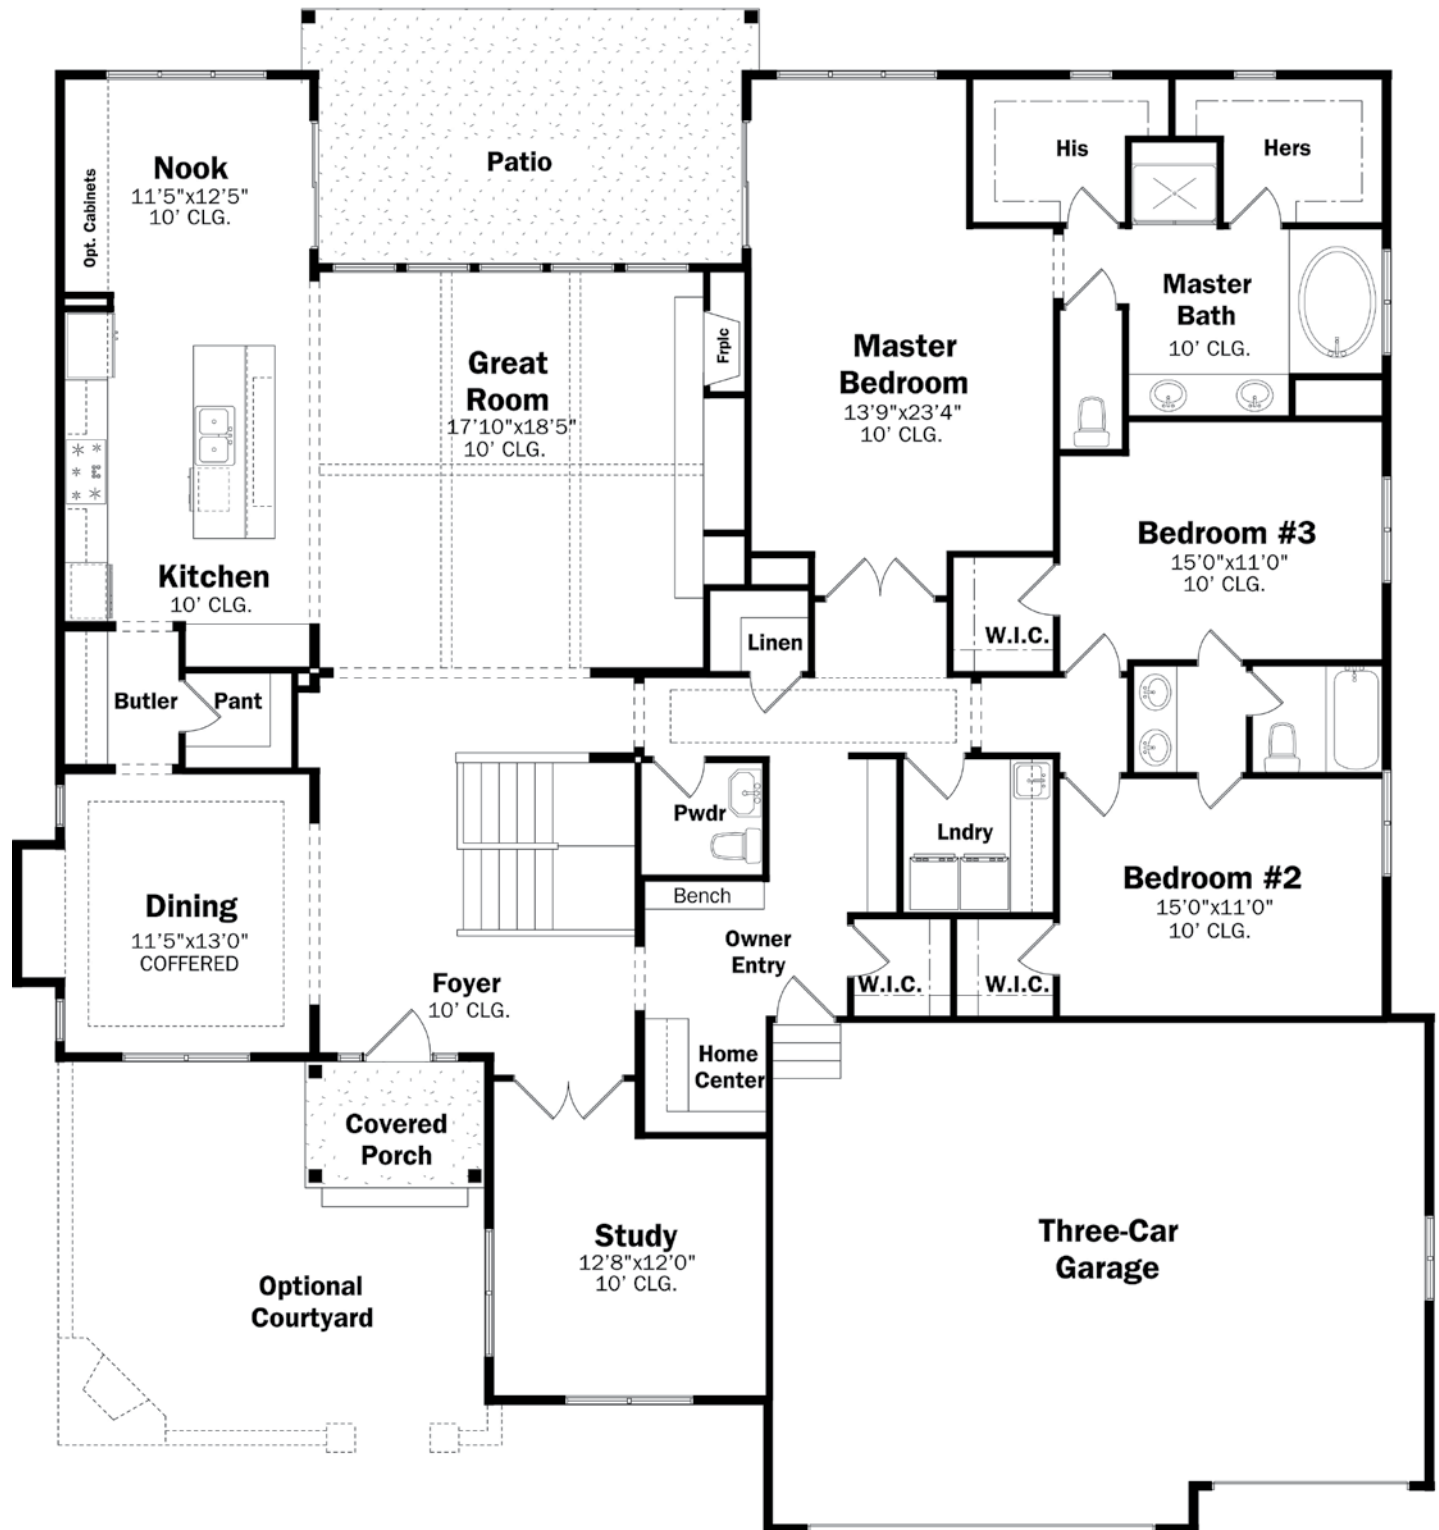 Patio
Nook
11'5"x12'5"
10' CLG.
Opt. Cabinets
His
Hers
Master
Bath
10' CLG.
Great
Room
17'10"x18'5"
10' CLG.
Frplc
Master
Bedroom
13'9"x23'4"
10' CLG.
Kitchen
10' CLG.
Bedroom #3
15'0"x11'0"
10' CLG.
W.I.C.
Linen
Butler
Pant
Pwdr
Lndry
Bench
Bedroom #2
15'0"x11'0"
10' CLG.
Dining
11'5"x13'0"
COFFERED
Owner
Entry
W.I.C.
W.I.C.
Foyer
10' CLG.
Home
Center
Covered
Porch
Study
12'8"x12'0"
10' CLG.
Three-Car
Garage
Optional
Courtyard